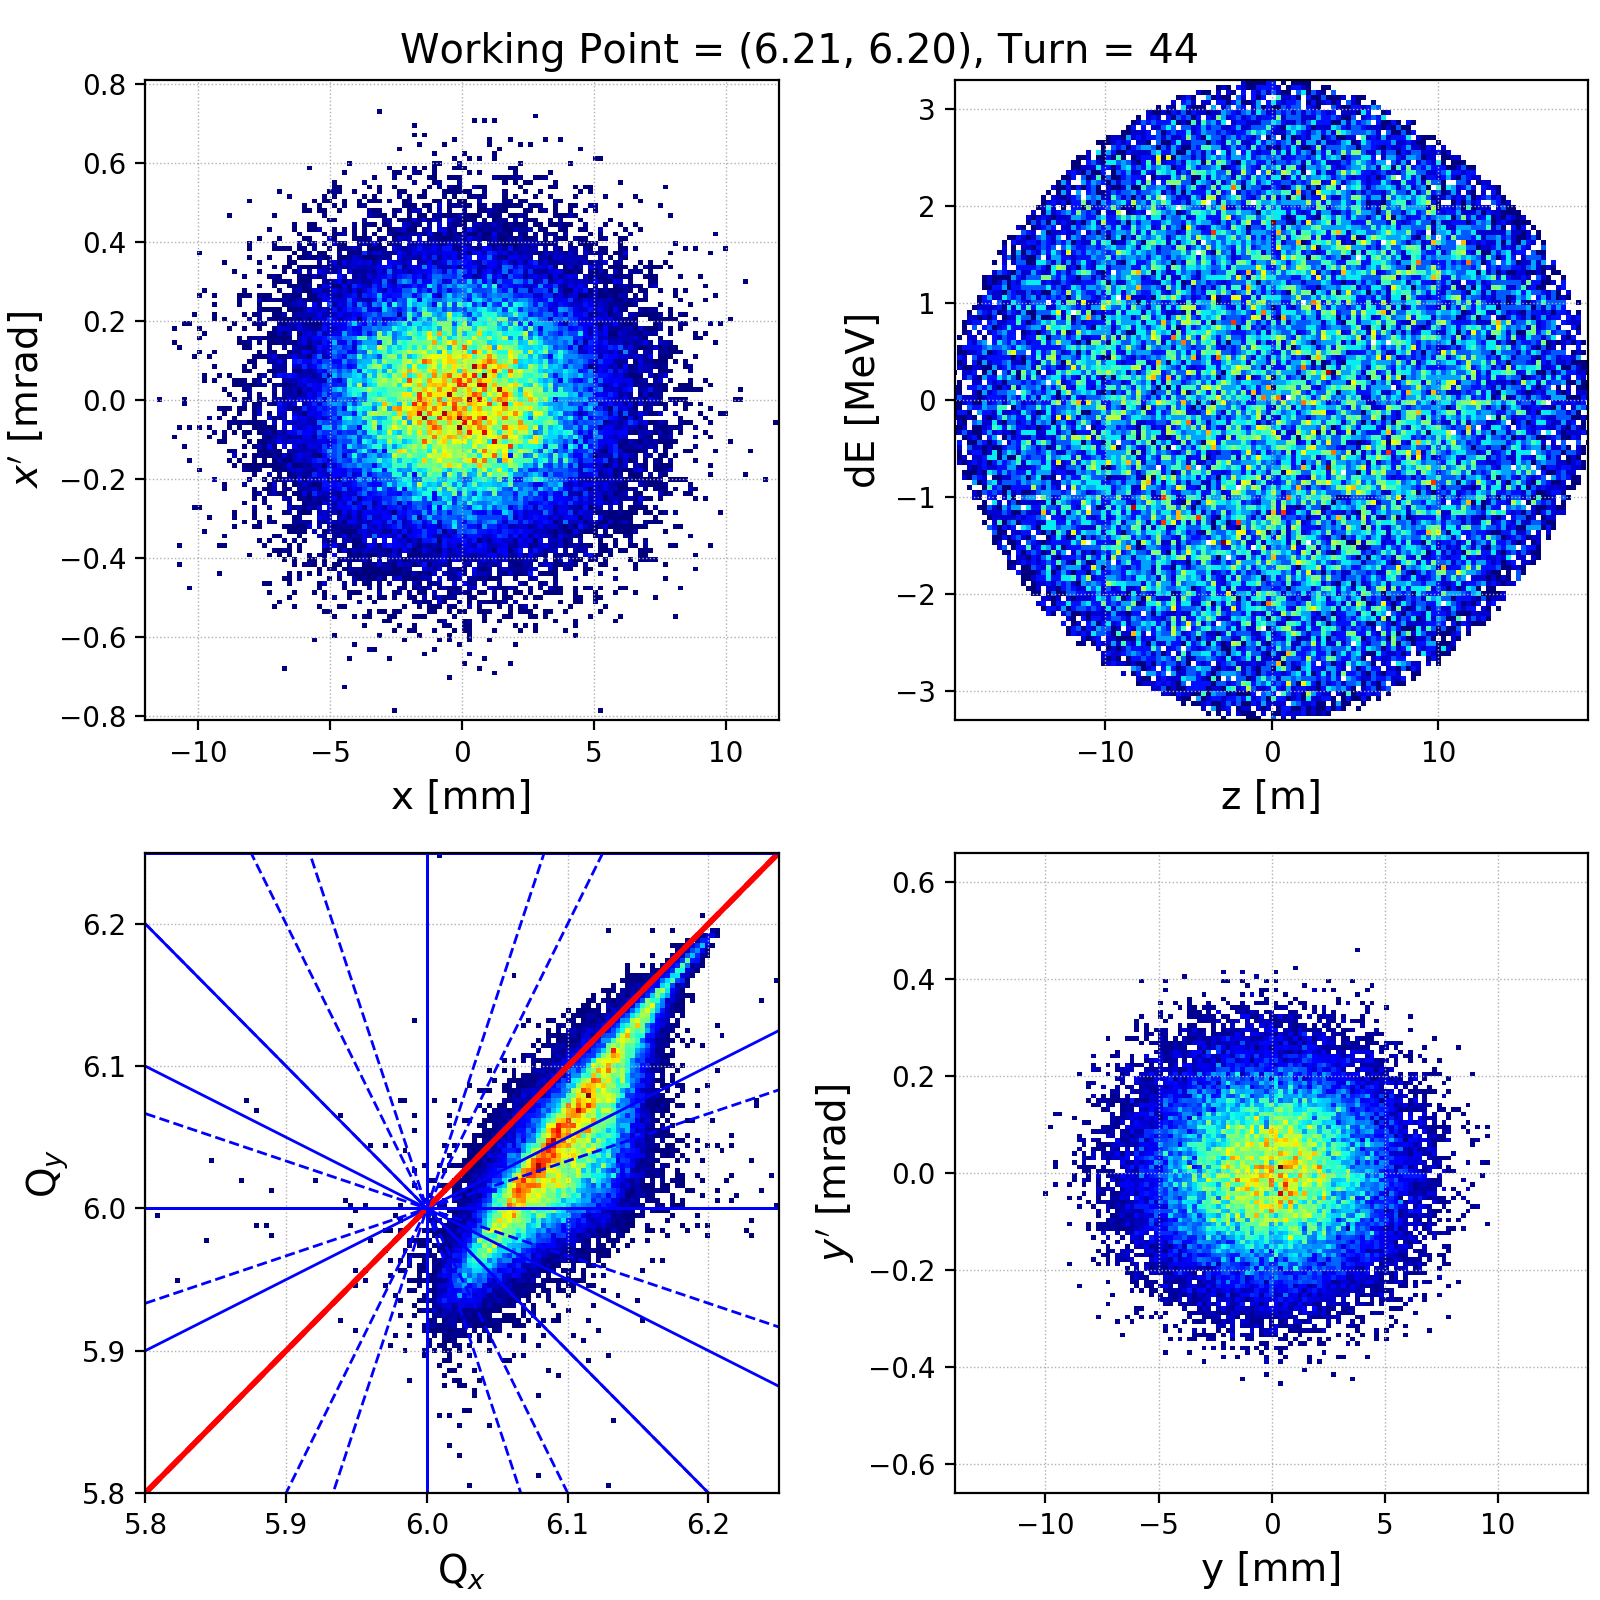 Working Point = (6.21, 6.20), Turn = 44
0.8
0.6
0.4
0.2
0.0
−0.2
−0.4
−0.6
−0.8
x′ [mrad]
−10 −5 0 5 10
x [mm]
3
2
1
0
−1
−2
−3
dE [MeV]
−10 0 10
z [m]
6.2
6.1
6.0
5.9
5.8
Qy
5.8 5.9 6.0 6.1 6.2
Qx
0.6
0.4
0.2
0.0
−0.2
−0.4
−0.6
y′ [mrad]
−10 −5 0 5 10
y [mm]